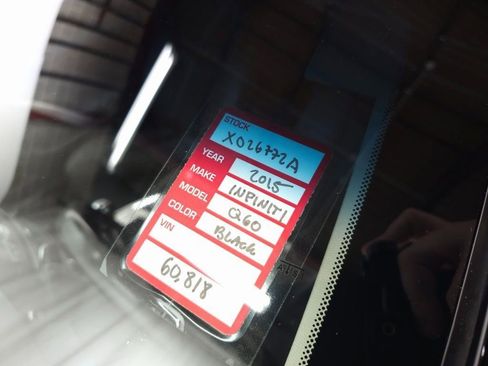 STOCK
X026772A
YEAR 2015
MAKE INFINITI
MODEL Q60
COLOR BLACK
VIN
60,818